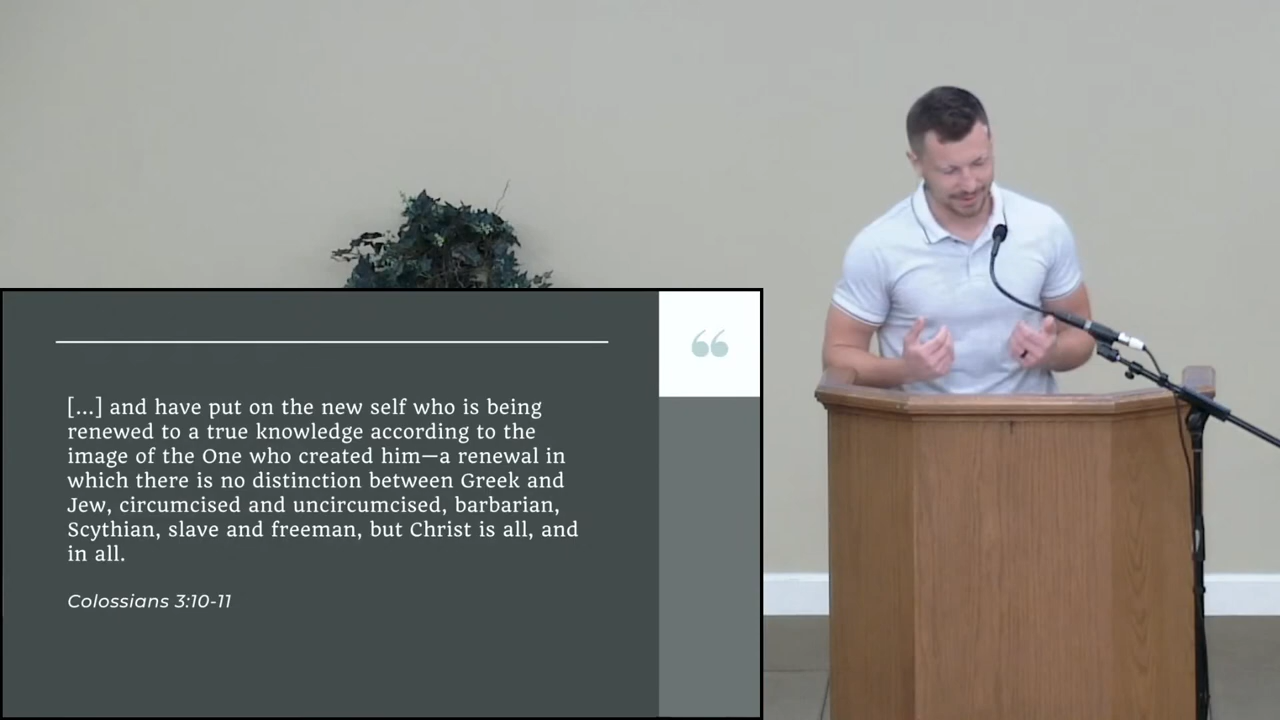 “
[...] and have put on the new self who is being
renewed to a true knowledge according to the
image of the One who created him—a renewal in
which there is no distinction between Greek and
Jew, circumcised and uncircumcised, barbarian,
Scythian, slave and freeman, but Christ is all, and
in all.
Colossians 3:10-11